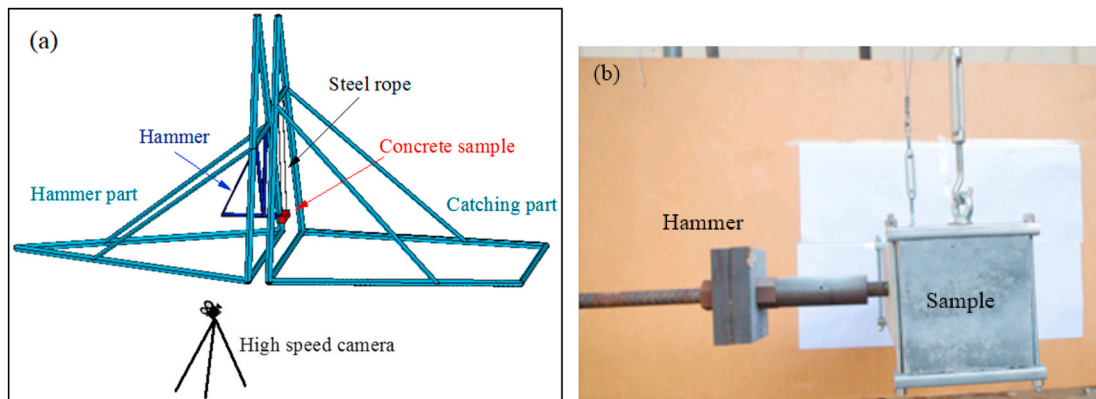 (a)
Steel rope
Hammer
Concrete sample
Hammer part
Catching part
High speed camera
(b)
Hammer
Sample